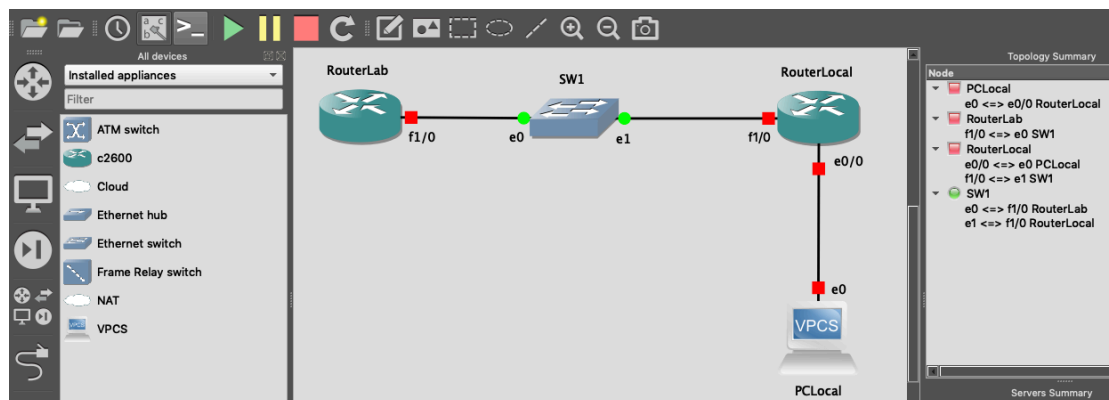 All devices
Installed appliances
Filter
ATM switch
c2600
Cloud
Ethernet hub
Ethernet switch
Frame Relay switch
NAT
VPCS
RouterLab
SW1
RouterLocal
f1/0
e0
e1
f1/0
e0/0
e0
VPCS
PCLocal
Topology Summary
Node
PCLocal
e0 <=> e0/0 RouterLocal
RouterLab
f1/0 <=> e0 SW1
RouterLocal
e0/0 <=> e0 PCLocal
f1/0 <=> e1 SW1
SW1
e0 <=> f1/0 RouterLab
e1 <=> f1/0 RouterLocal
Servers Summary